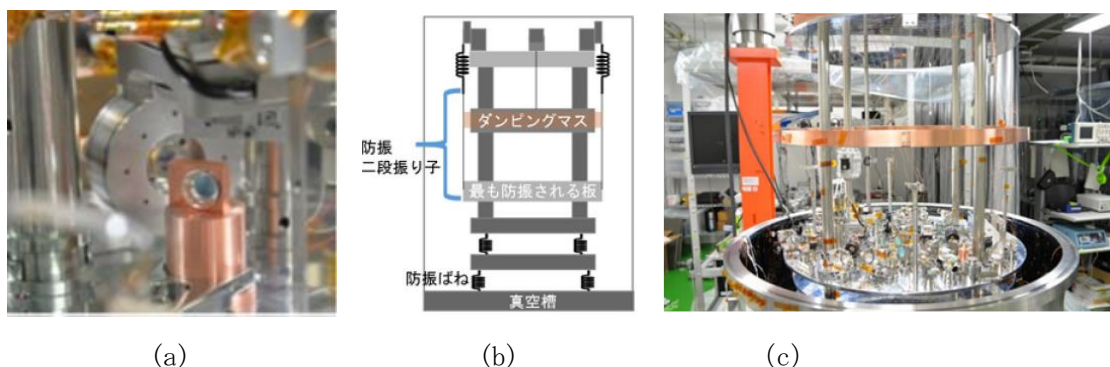 ダンピングマス
防振
二段振り子
最も防振される板
防振ばね
真空槽
(a)
(b)
(c)